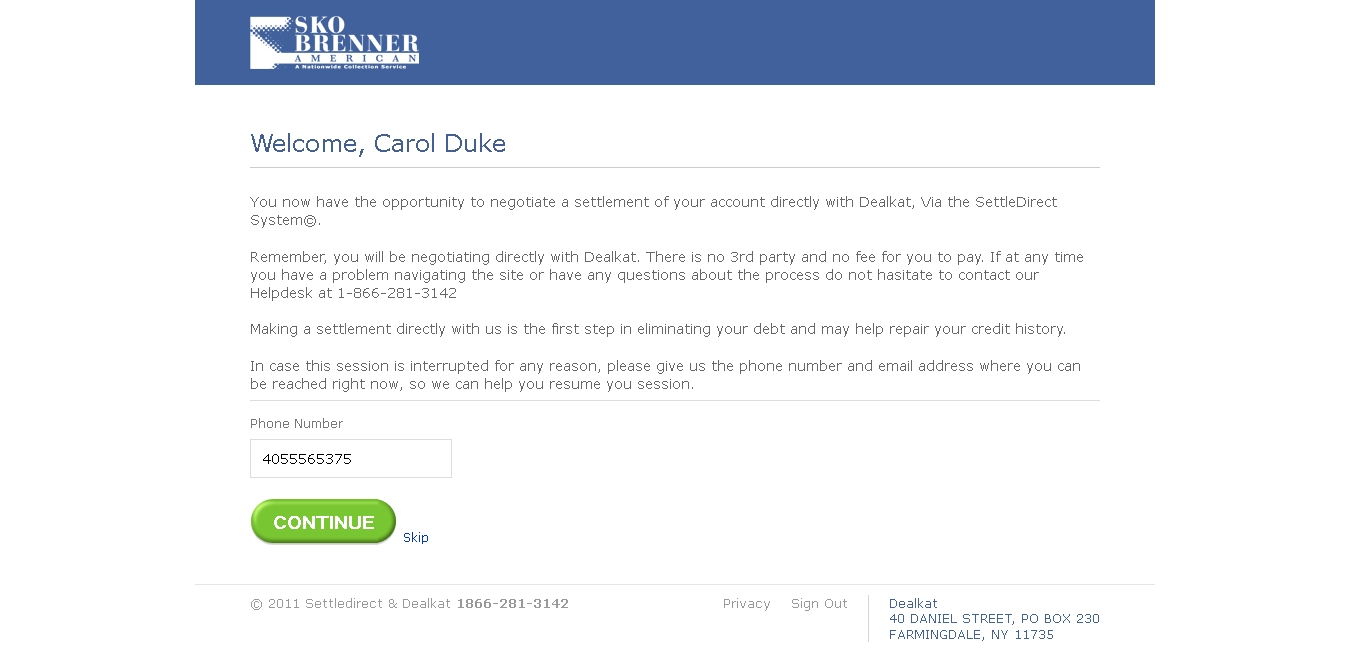 SKO
BRENNER
AMERICAN
A Nationwide Collection Service
Welcome, Carol Duke
You now have the opportunity to negotiate a settlement of your account directly with Dealkat, Via the SettleDirect
System©.
Remember, you will be negotiating directly with Dealkat. There is no 3rd party and no fee for you to pay. If at any time
you have a problem navigating the site or have any questions about the process do not hasitate to contact our
Helpdesk at 1-866-281-3142
Making a settlement directly with us is the first step in eliminating your debt and may help repair your credit history.
In case this session is interrupted for any reason, please give us the phone number and email address where you can
be reached right now, so we can help you resume you session.
Phone Number
4055565375
CONTINUE
Skip
© 2011 Settledirect & Dealkat 1866-281-3142
Privacy
Sign Out
Dealkat
40 DANIEL STREET, PO BOX 230
FARMINGDALE, NY 11735